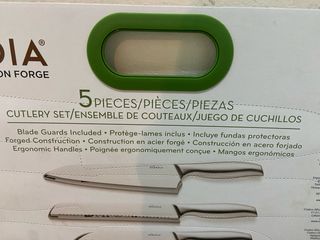 DIA
ON FORGE
5 PIECES/PIÈCES/PIEZAS
CUTLERY SET/ENSEMBLE DE COUTEAUX/JUEGO DE CUCHILLOS
Blade Guards Included • Protège-lames inclus • Incluye fundas protectoras
Forged Construction • Construction en acier forgé • Construcción en acero forjado
Ergonomic Handles • Poignée ergonomiquement conçue • Mangos ergonómicos